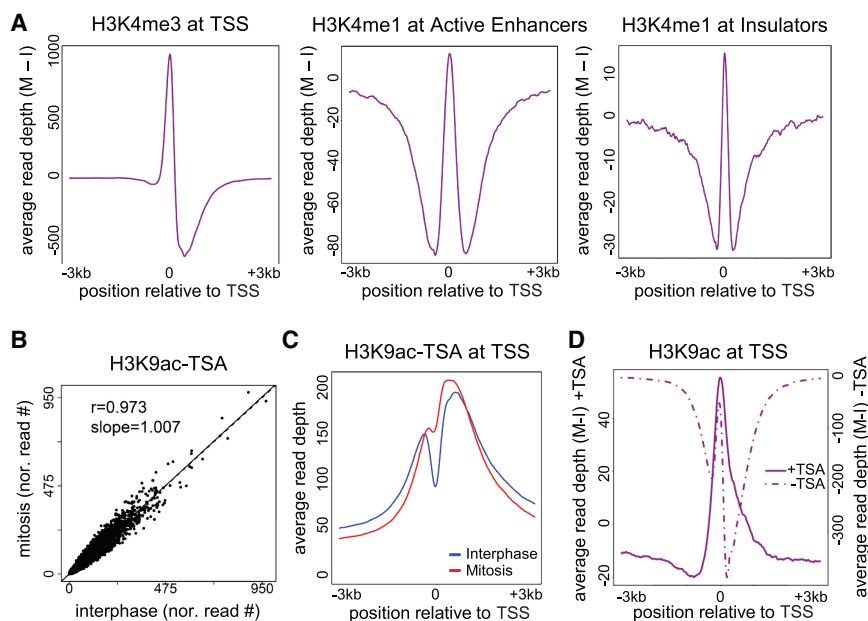 A
H3K4me3 at TSS
average read depth (M – I)
1000
500
0
-500
-3kb 0 +3kb
position relative to TSS
H3K4me1 at Active Enhancers
average read depth (M – I)
0
-20
-40
-60
-80
-3kb 0 +3kb
position relative to TSS
H3K4me1 at Insulators
average read depth (M – I)
10
0
-10
-20
-30
-3kb 0 +3kb
position relative to TSS
B
H3K9ac-TSA
mitosis (nor. read #)
950
475
0
r=0.973
slope=1.007
0 475 950
interphase (nor. read #)
C
H3K9ac-TSA at TSS
average read depth
200
150
100
50
0
Interphase
Mitosis
-3kb 0 +3kb
position relative to TSS
D
H3K9ac at TSS
average read depth (M-I) +TSA
40
20
0
-20
+TSA
-TSA
0
-100
-200
-300
average read depth (M-I) -TSA
-3kb 0 +3kb
position relative to TSS